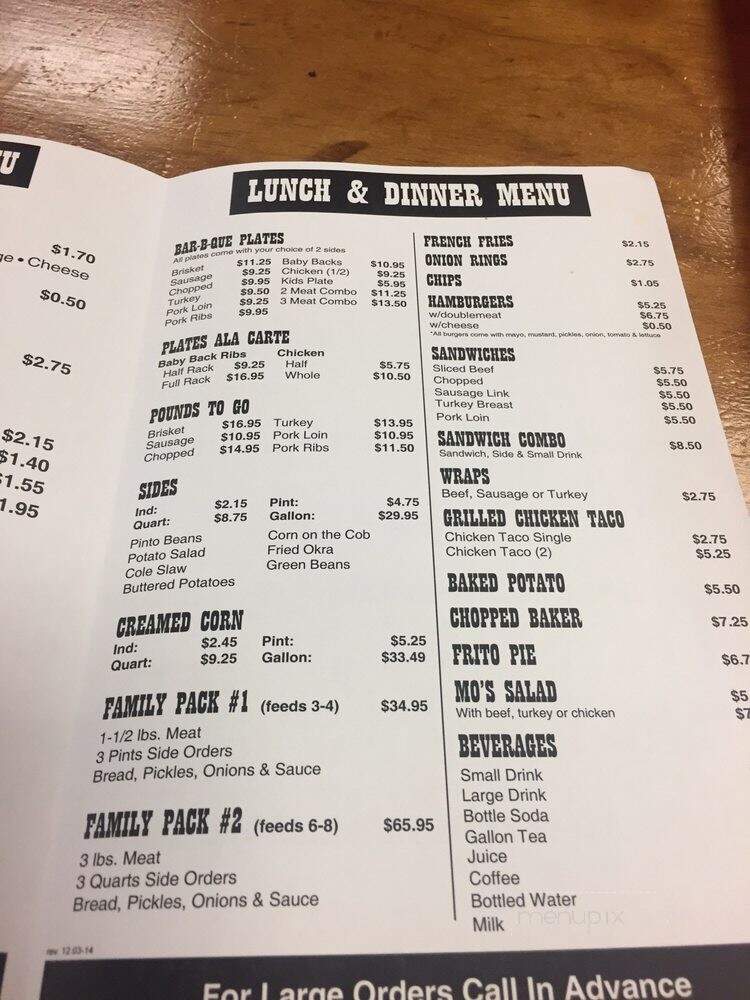 U
$1.70
ge • Cheese
$0.50
$2.75
$2.15
$1.40
$1.55
1.95
LUNCH & DINNER MENU
BAR-B-QUE PLATES
All plates come with your choice of 2 sides
Brisket $11.25 Baby Backs $10.95
Sausage $9.25 Chicken (1/2) $9.25
Chopped $9.95 Kids Plate $5.95
Turkey $9.50 2 Meat Combo $11.25
Pork Loin $9.25 3 Meat Combo $13.50
Pork Ribs $9.95
PLATES ALA CARTE
Baby Back Ribs Chicken
Half Rack $9.25 Half $5.75
Full Rack $16.95 Whole $10.50
POUNDS TO GO
Brisket $16.95 Turkey $13.95
Sausage $10.95 Pork Loin $10.95
Chopped $14.95 Pork Ribs $11.50
SIDES
Ind: $2.15 Pint: $4.75
Quart: $8.75 Gallon: $29.95
Pinto Beans Corn on the Cob
Potato Salad Fried Okra
Cole Slaw Green Beans
Buttered Potatoes
CREAMED CORN
Ind: $2.45 Pint: $5.25
Quart: $9.25 Gallon: $33.49
FAMILY PACK #1 (feeds 3-4) $34.95
1-1/2 lbs. Meat
3 Pints Side Orders
Bread, Pickles, Onions & Sauce
FAMILY PACK #2 (feeds 6-8) $65.95
3 lbs. Meat
3 Quarts Side Orders
Bread, Pickles, Onions & Sauce
rev. 12 03-14
FRENCH FRIES $2.15
ONION RINGS $2.75
CHIPS $1.05
HAMBURGERS $5.25
w/doublemeat $6.75
w/cheese $0.50
*All burgers come with mayo, mustard, pickles, onion, tomato & lettuce
SANDWICHES
Sliced Beef $5.75
Chopped $5.50
Sausage Link $5.50
Turkey Breast $5.50
Pork Loin $5.50
SANDWICH COMBO $8.50
Sandwich, Side & Small Drink
WRAPS
Beef, Sausage or Turkey $2.75
GRILLED CHICKEN TACO
Chicken Taco Single $2.75
Chicken Taco (2) $5.25
BAKED POTATO $5.50
CHOPPED BAKER $7.25
FRITO PIE $6.7
MO'S SALAD $5
With beef, turkey or chicken $7
BEVERAGES
Small Drink
Large Drink
Bottle Soda
Gallon Tea
Juice
Coffee
Bottled Water
Milk
menupix
For Large Orders Call In Advance